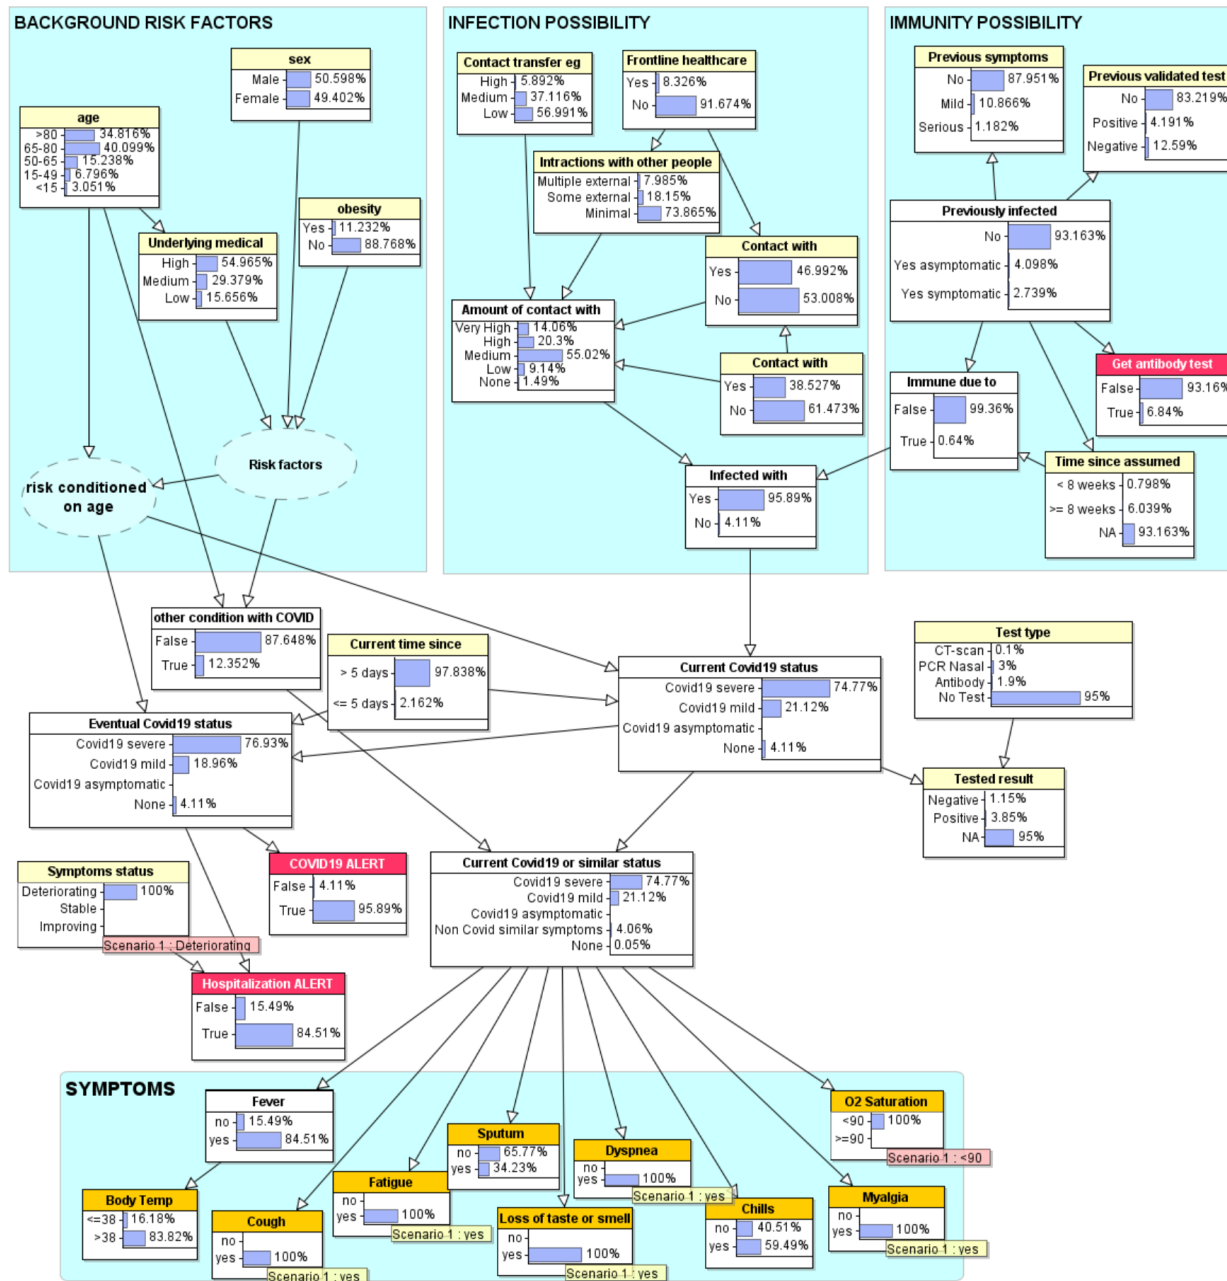 BACKGROUND RISK FACTORS
sex
Male 50.598%
Female 49.402%
age
>80 34.816%
65-80 40.099%
50-65 15.238%
15-49 6.796%
<15 3.051%
obesity
Yes 11.232%
No 88.768%
Underlying medical
High 54.965%
Medium 29.379%
Low 15.656%
Risk factors
risk conditioned
on age
INFECTION POSSIBILITY
Contact transfer eg
High 5.892%
Medium 37.116%
Low 56.991%
Frontline healthcare
Yes 8.326%
No 91.674%
Intractions with other people
Multiple external 7.985%
Some external 18.15%
Minimal 73.865%
Contact with
Yes 46.992%
No 53.008%
Amount of contact with
Very High 14.06%
High 20.3%
Medium 55.02%
Low 9.14%
None 1.49%
Contact with
Yes 38.527%
No 61.473%
Infected with
Yes 95.89%
No 4.11%
IMMUNITY POSSIBILITY
Previous symptoms
No 87.951%
Mild 10.866%
Serious 1.182%
Previous validated test
No 83.219%
Positive 4.191%
Negative 12.59%
Previously infected
No 93.163%
Yes asymptomatic 4.098%
Yes symptomatic 2.739%
Get antibody test
False 93.16%
True 6.84%
Immune due to
False 99.36%
True 0.64%
Time since assumed
< 8 weeks 0.798%
>= 8 weeks 6.039%
NA 93.163%
other condition with COVID
False 87.648%
True 12.352%
Current time since
> 5 days 97.838%
<= 5 days 2.162%
Current Covid19 status
Covid19 severe 74.77%
Covid19 mild 21.12%
Covid19 asymptomatic
None 4.11%
Test type
CT-scan 0.1%
PCR Nasal 3%
Antibody 1.9%
No Test 95%
Eventual Covid19 status
Covid19 severe 76.93%
Covid19 mild 18.96%
Covid19 asymptomatic
None 4.11%
Tested result
Negative 1.15%
Positive 3.85%
NA 95%
Symptoms status
Deteriorating 100%
Stable
Improving
Scenario 1 : Deteriorating
COVID19 ALERT
False 4.11%
True 95.89%
Current Covid19 or similar status
Covid19 severe 74.77%
Covid19 mild 21.12%
Covid19 asymptomatic
Non Covid similar symptoms 4.06%
None 0.05%
Hospitalization ALERT
False 15.49%
True 84.51%
SYMPTOMS
Fever
no 15.49%
yes 84.51%
Body Temp
<=38 16.18%
>38 83.82%
Cough
no
yes 100%
Scenario 1 : yes
Fatigue
no
yes 100%
Scenario 1 : yes
Sputum
no 65.77%
yes 34.23%
Loss of taste or smell
no
yes 100%
Scenario 1 : yes
Dyspnea
no
yes 100%
Scenario 1 : yes
Chills
no 40.51%
yes 59.49%
O2 Saturation
<90 100%
>=90
Scenario 1 : <90
Myalgia
no
yes 100%
Scenario 1 : yes